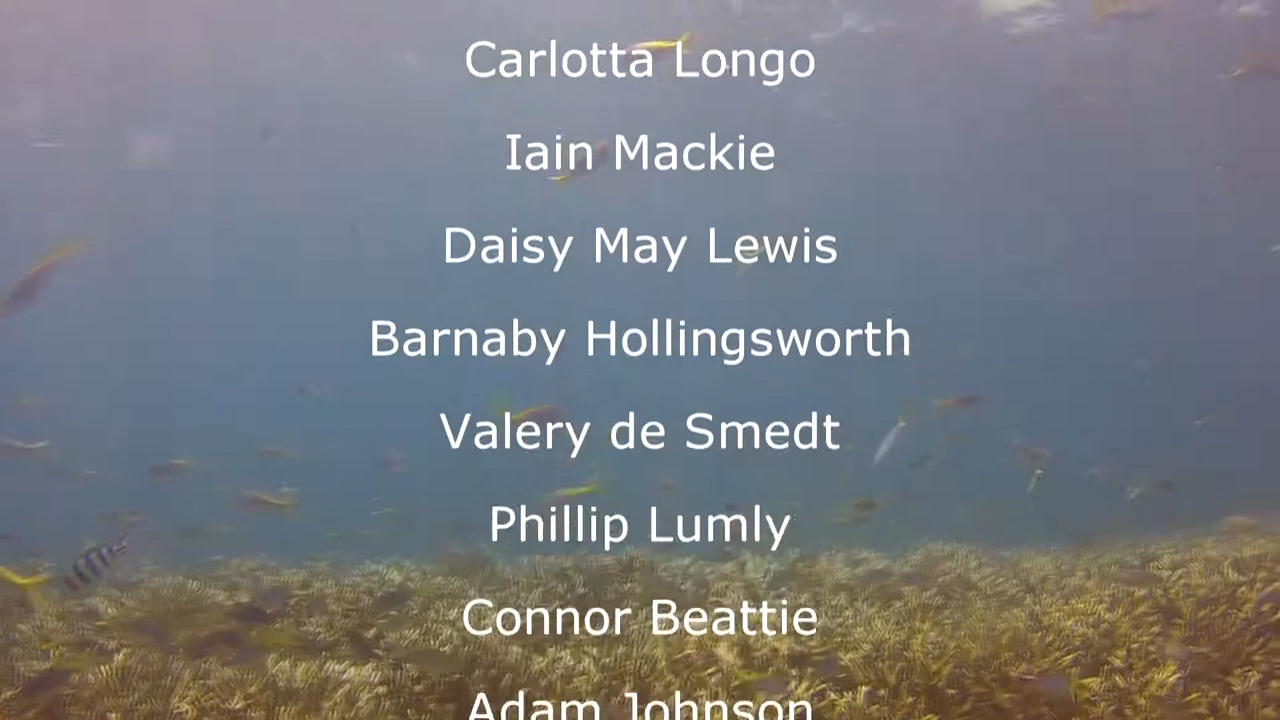 Carlotta Longo
Iain Mackie
Daisy May Lewis
Barnaby Hollingsworth
Valery de Smedt
Phillip Lumly
Connor Beattie
Adam Johnson